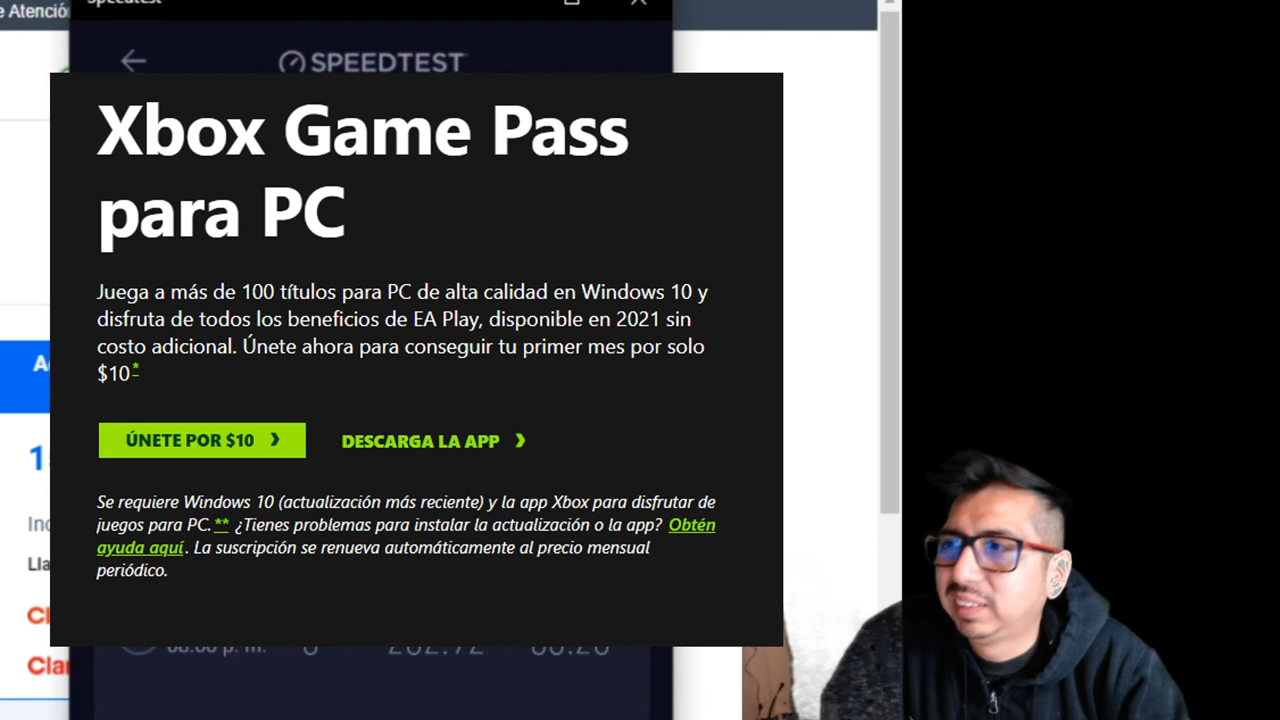 e Atención
Speedtest
SPEEDTEST
Xbox Game Pass
para PC
Juega a más de 100 títulos para PC de alta calidad en Windows 10 y
disfruta de todos los beneficios de EA Play, disponible en 2021 sin
costo adicional. Únete ahora para conseguir tu primer mes por solo
$10*
ÚNETE POR $10
DESCARGA LA APP
Se requiere Windows 10 (actualización más reciente) y la app Xbox para disfrutar de
juegos para PC.** ¿Tienes problemas para instalar la actualización o la app? Obtén
ayuda aquí. La suscripción se renueva automáticamente al precio mensual
periódico.